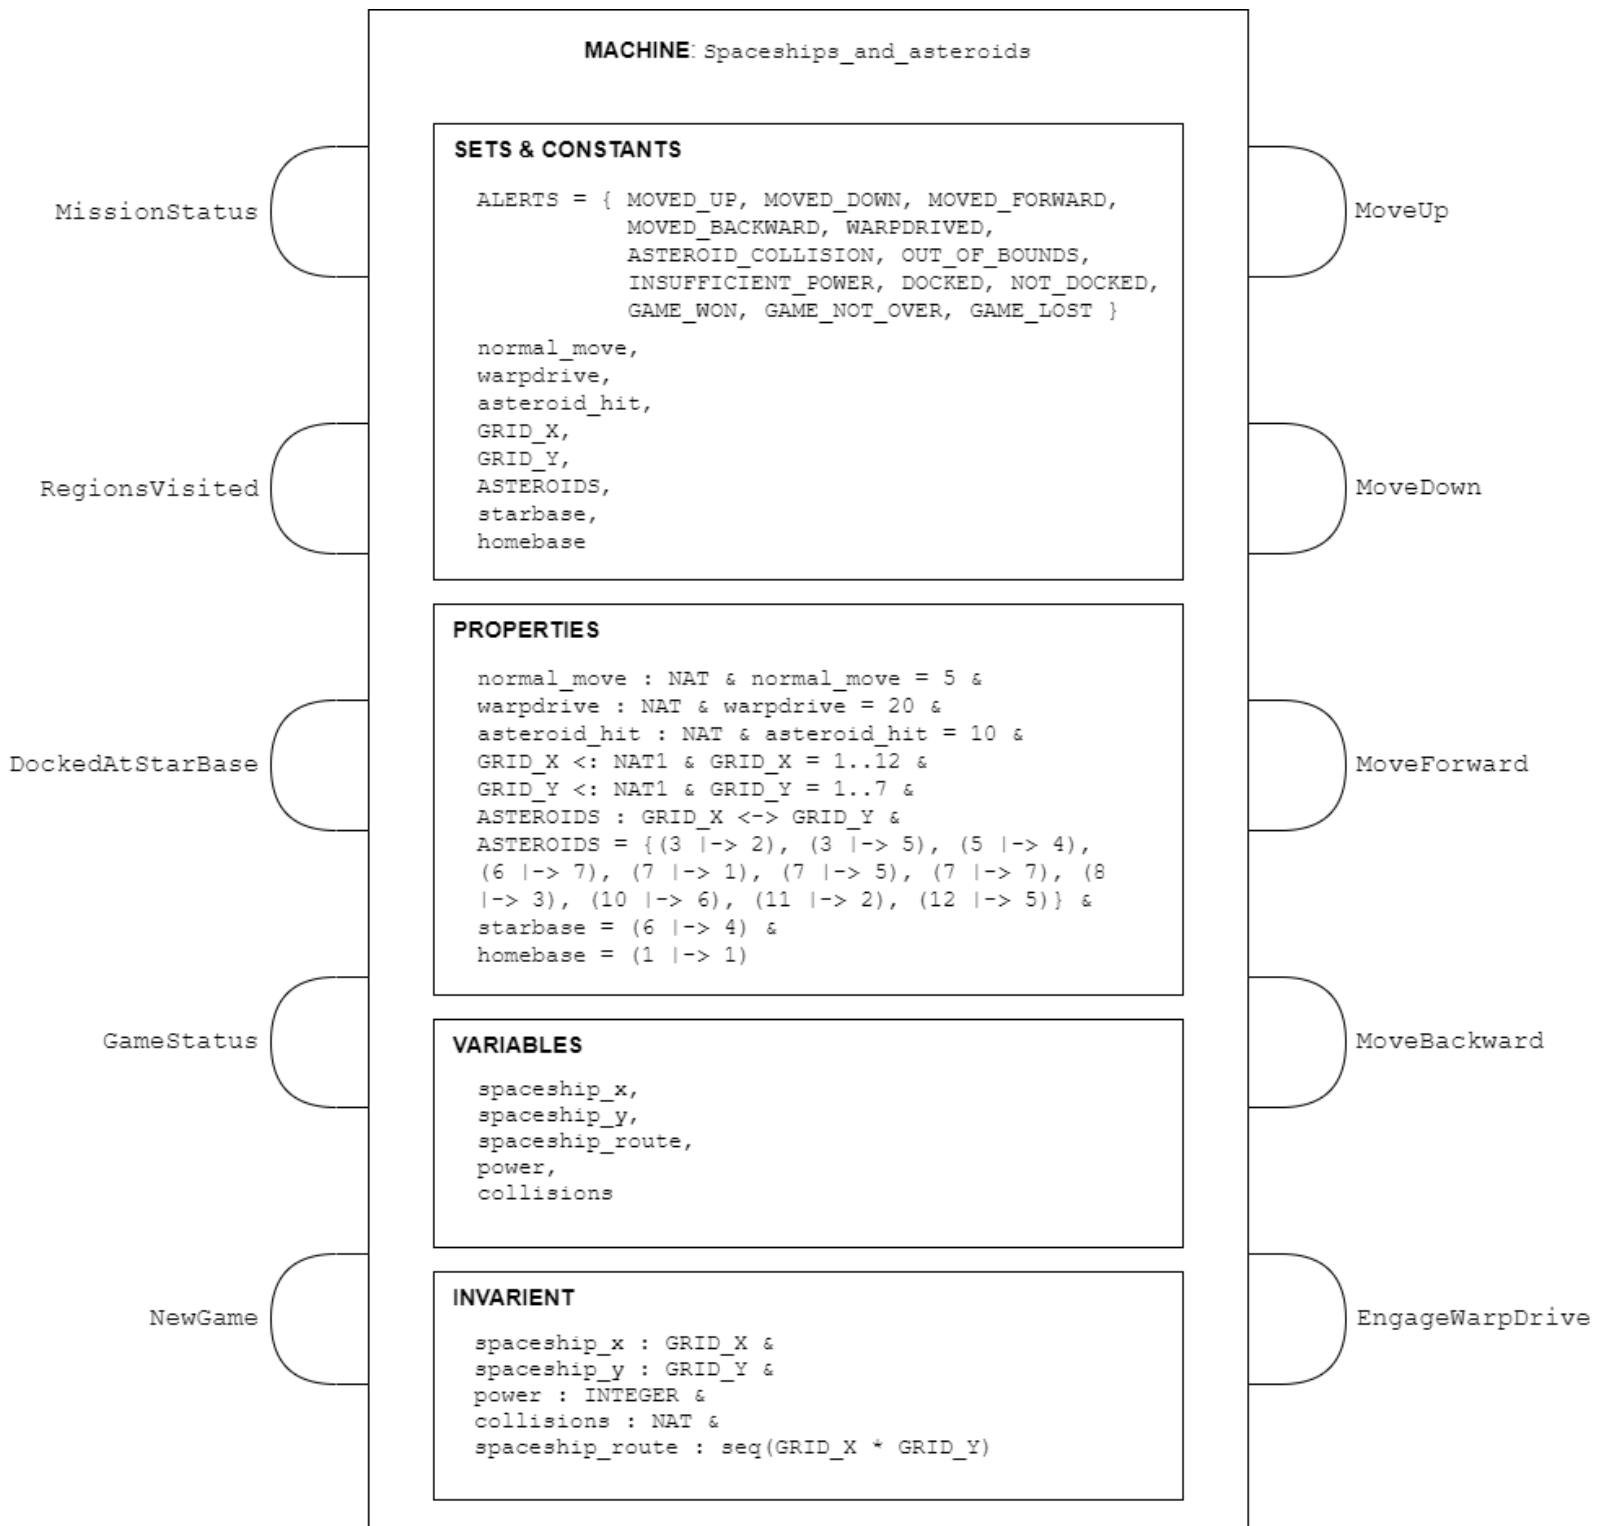 MACHINE: Spaceships_and_asteroids
SETS & CONSTANTS
ALERTS = { MOVED_UP, MOVED_DOWN, MOVED_FORWARD,
MOVED_BACKWARD, WARPDRIVED,
ASTEROID_COLLISION, OUT_OF_BOUNDS,
INSUFFICIENT_POWER, DOCKED, NOT_DOCKED,
GAME_WON, GAME_NOT_OVER, GAME_LOST }
normal_move,
warpdrive,
asteroid_hit,
GRID_X,
GRID_Y,
ASTEROIDS,
starbase,
homebase
PROPERTIES
normal_move : NAT & normal_move = 5 &
warpdrive : NAT & warpdrive = 20 &
asteroid_hit : NAT & asteroid_hit = 10 &
GRID_X <: NAT1 & GRID_X = 1..12 &
GRID_Y <: NAT1 & GRID_Y = 1..7 &
ASTEROIDS : GRID_X <-> GRID_Y &
ASTEROIDS = {(3 |-> 2), (3 |-> 5), (5 |-> 4),
(6 |-> 7), (7 |-> 1), (7 |-> 5), (7 |-> 7), (8
|-> 3), (10 |-> 6), (11 |-> 2), (12 |-> 5)} &
starbase = (6 |-> 4) &
homebase = (1 |-> 1)
VARIABLES
spaceship_x,
spaceship_y,
spaceship_route,
power,
collisions
INVARIENT
spaceship_x : GRID_X &
spaceship_y : GRID_Y &
power : INTEGER &
collisions : NAT &
spaceship_route : seq(GRID_X * GRID_Y)
MissionStatus
RegionsVisited
DockedAtStarBase
GameStatus
NewGame
MoveUp
MoveDown
MoveForward
MoveBackward
EngageWarpDrive